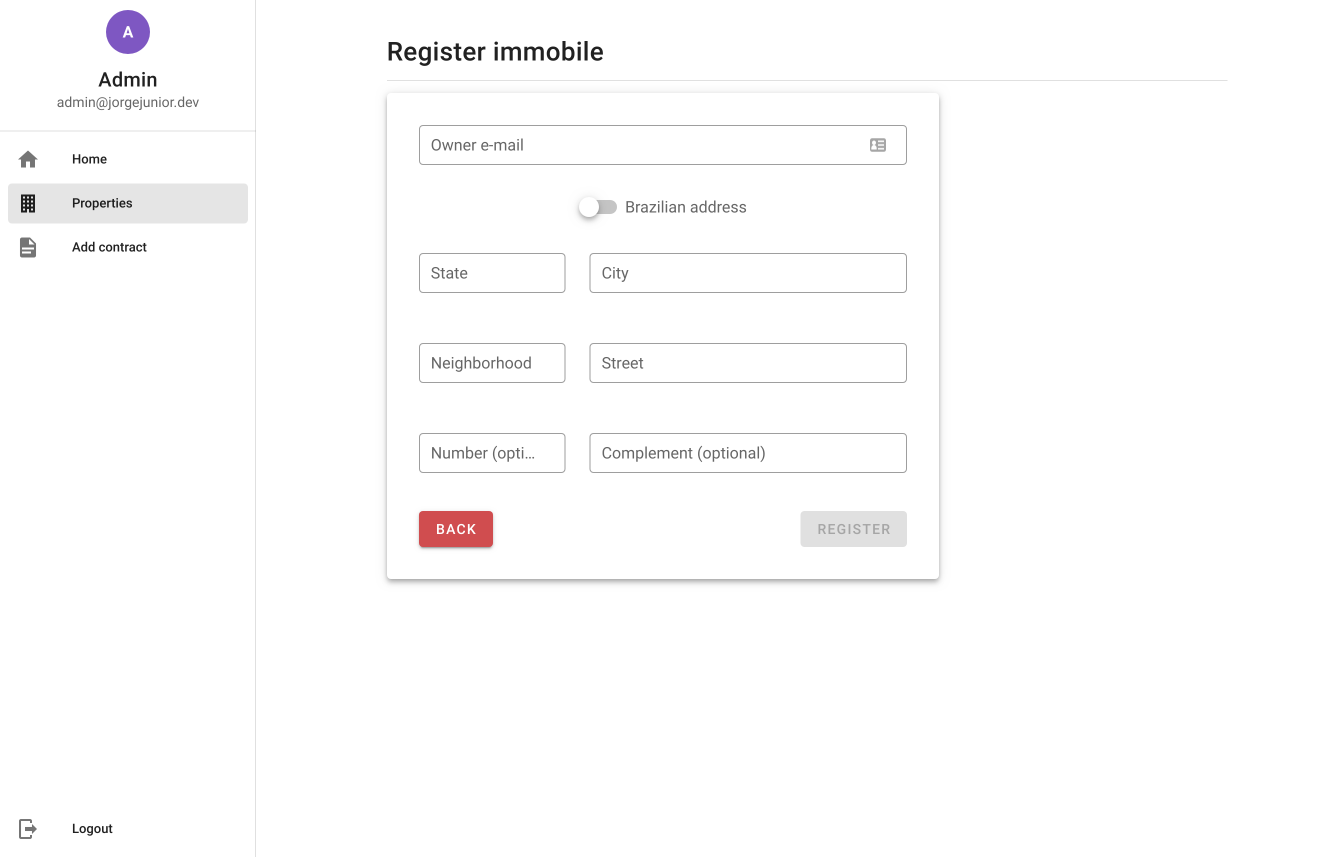 A
Admin
admin@jorgejunior.dev
Home
Properties
Add contract
Logout
Register immobile
Owner e-mail
Brazilian address
State
City
Neighborhood
Street
Number (opti…
Complement (optional)
BACK
REGISTER